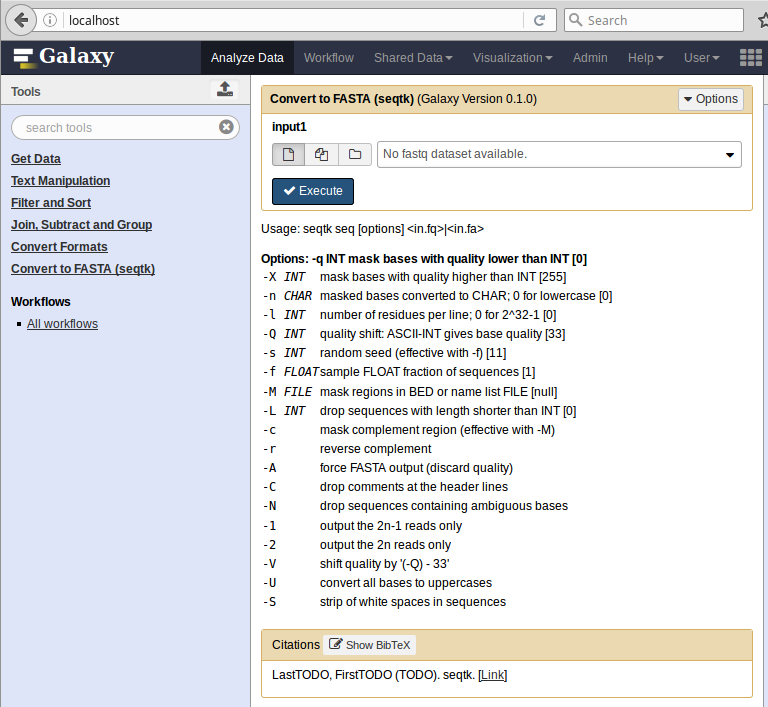 localhost
Search
Galaxy
Analyze Data Workflow Shared Data Visualization Admin Help User
Tools
search tools
Get Data
Text Manipulation
Filter and Sort
Join, Subtract and Group
Convert Formats
Convert to FASTA (seqtk)
Workflows
All workflows
Convert to FASTA (seqtk) (Galaxy Version 0.1.0)
Options
input1
No fastq dataset available.
Execute
Usage: seqtk seq [options] <in.fq>|<in.fa>
Options: -q INT mask bases with quality lower than INT [0]
-X INT mask bases with quality higher than INT [255]
-n CHAR masked bases converted to CHAR; 0 for lowercase [0]
-l INT number of residues per line; 0 for 2^32-1 [0]
-Q INT quality shift: ASCII-INT gives base quality [33]
-s INT random seed (effective with -f) [11]
-f FLOAT sample FLOAT fraction of sequences [1]
-M FILE mask regions in BED or name list FILE [null]
-L INT drop sequences with length shorter than INT [0]
-c mask complement region (effective with -M)
-r reverse complement
-A force FASTA output (discard quality)
-C drop comments at the header lines
-N drop sequences containing ambiguous bases
-1 output the 2n-1 reads only
-2 output the 2n reads only
-V shift quality by '(-Q) - 33'
-U convert all bases to uppercases
-S strip of white spaces in sequences
Citations Show BibTeX
LastTODO, FirstTODO (TODO). seqtk. [Link]